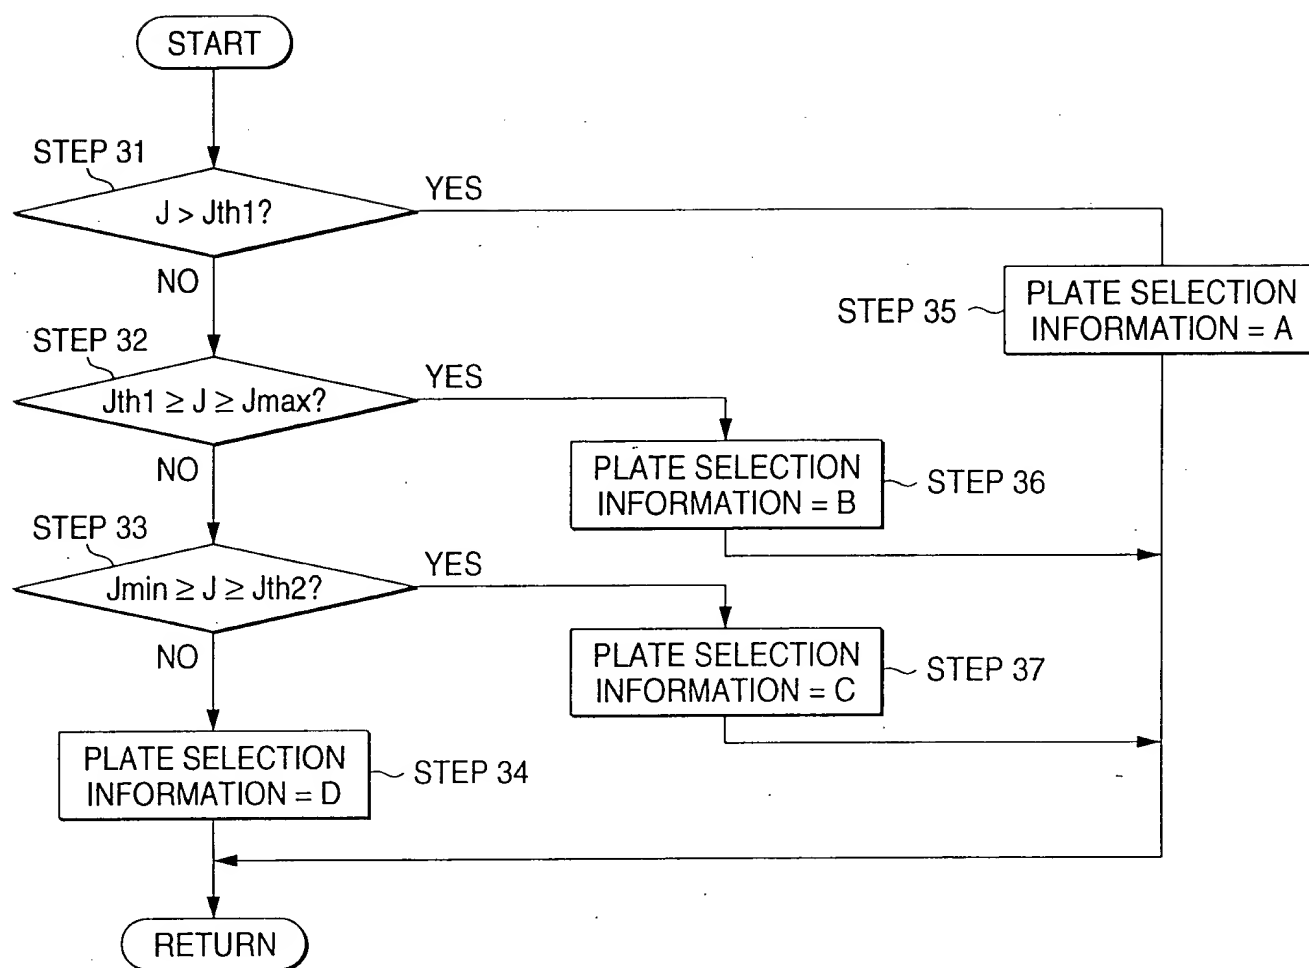 START
STEP 31
J > Jth1?
YES
NO
STEP 35
PLATE SELECTION
INFORMATION = A
STEP 32
Jth1 ≥ J ≥ Jmax?
YES
NO
PLATE SELECTION
INFORMATION = B
STEP 36
STEP 33
Jmin ≥ J ≥ Jth2?
YES
NO
PLATE SELECTION
INFORMATION = C
STEP 37
PLATE SELECTION
INFORMATION = D
STEP 34
RETURN